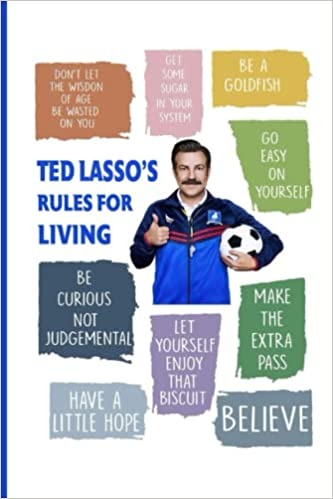 DON'T LET
THE WISDOM
OF AGE
BE WASTED
ON YOU
GET
SOME
SUGAR
IN YOUR
SYSTEM
BE A
GOLDFISH
GO
EASY
ON
YOURSELF
TED LASSO'S
RULES FOR
LIVING
BE
CURIOUS
NOT
JUDGEMENTAL
LET
YOURSELF
ENJOY
THAT
BISCUIT
MAKE
THE
EXTRA
PASS
HAVE A
LITTLE HOPE
BELIEVE